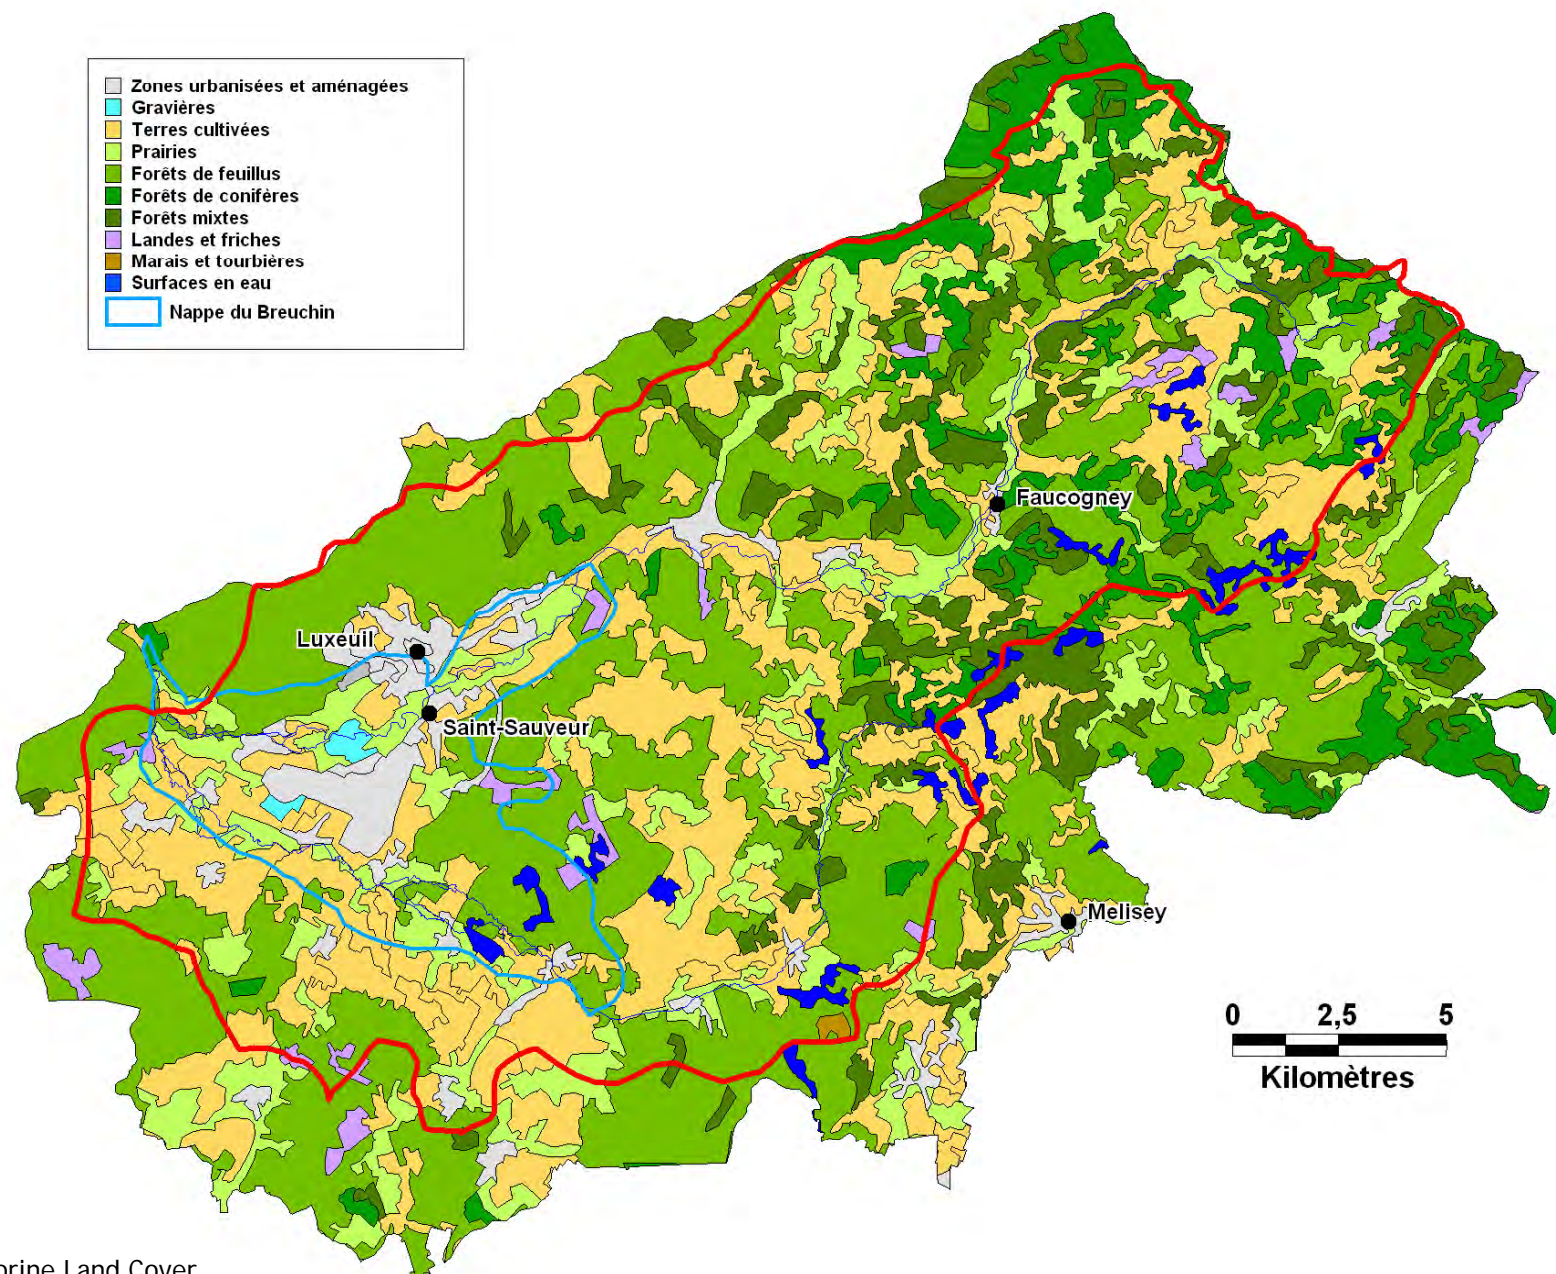 Zones urbanisées et aménagées
Gravières
Terres cultivées
Prairies
Forêts de feuillus
Forêts de conifères
Forêts mixtes
Landes et friches
Marais et tourbières
Surfaces en eau
Nappe du Breuchin
Faucogney
Luxeuil
Saint-Sauveur
Melisey
0 2,5 5
Kilomètres
Land Cover